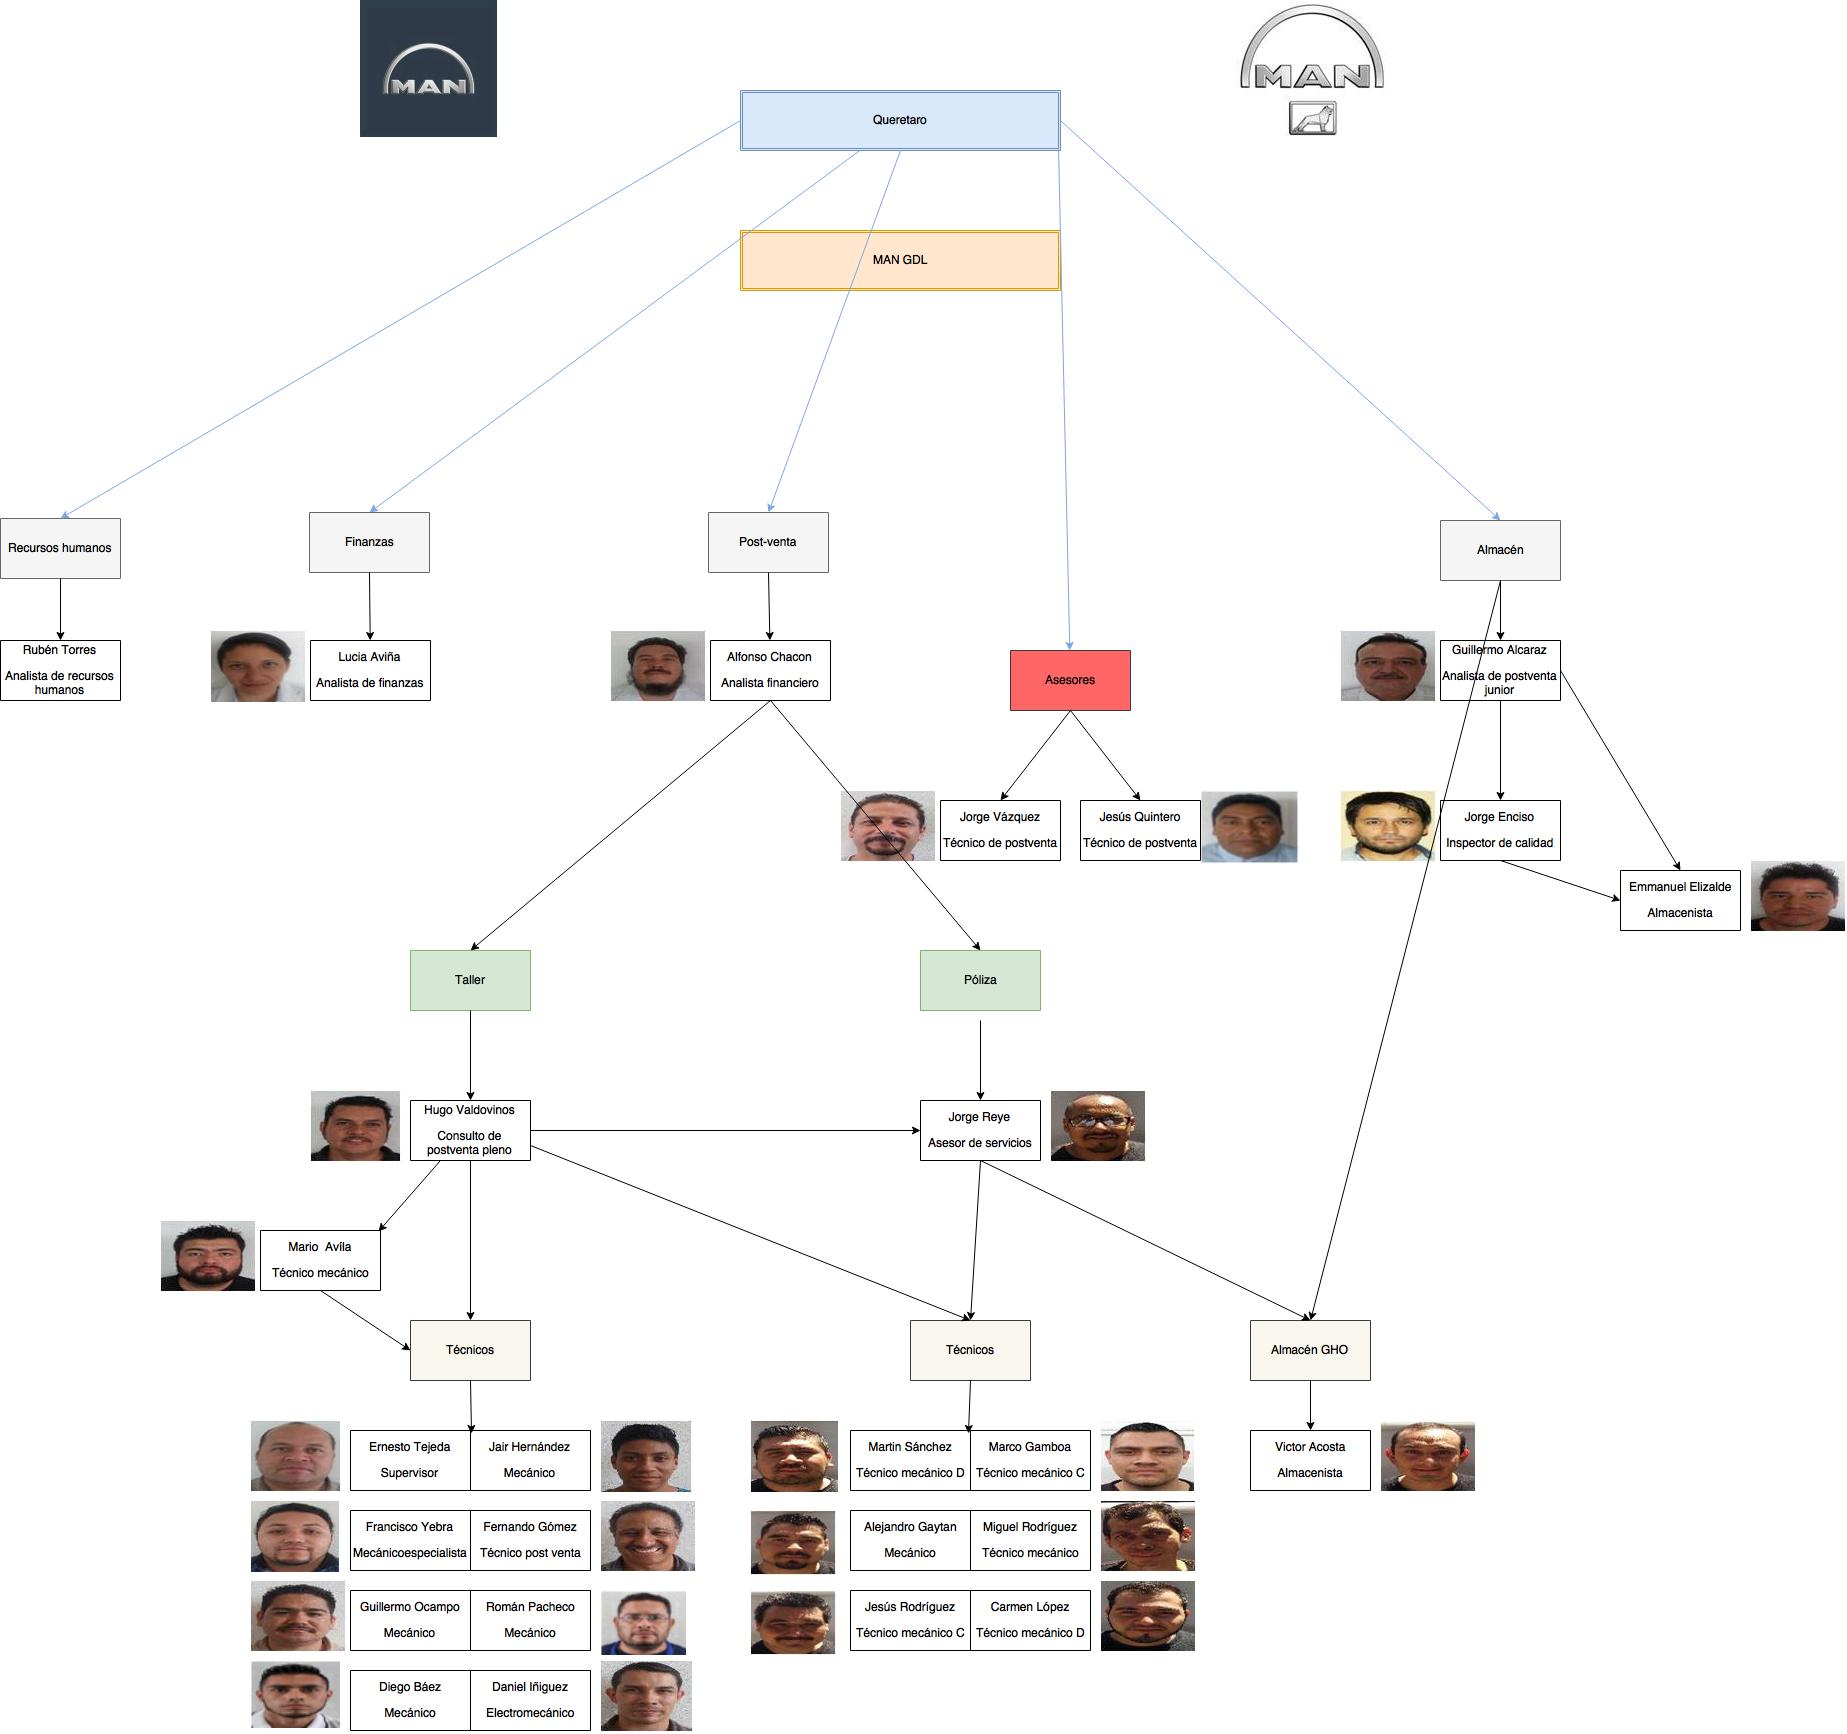 MAN
MAN
Queretaro
MAN GDL
Recursos humanos
Finanzas
Post-venta
Almacén
Rubén Torres
Analista de recursos
humanos
Lucia Aviña
Analista de finanzas
Alfonso Chacon
Analista financiero
Asesores
Guillermo Alcaraz
Analista de postventa
junior
Jorge Vázquez
Técnico de postventa
Jesús Quintero
Técnico de postventa
Jorge Enciso
Inspector de calidad
Emmanuel Elizalde
Almacenista
Taller
Póliza
Hugo Valdovinos
Consulto de
postventa pleno
Jorge Reye
Asesor de servicios
Mario  Avíla
Técnico mecánico
Técnicos
Técnicos
Almacén GHO
Ernesto Tejeda
Supervisor
Jair Hernández
Mecánico
Martin Sánchez
Técnico mecánico D
Marco Gamboa
Técnico mecánico C
Victor Acosta
Almacenista
Francisco Yebra
Mecánicoespecialista
Fernando Gómez
Técnico post venta
Alejandro Gaytan
Mecánico
Miguel Rodríguez
Técnico mecánico
Guillermo Ocampo
Mecánico
Román Pacheco
Mecánico
Jesús Rodríguez
Técnico mecánico C
Carmen López
Técnico mecánico D
Diego Báez
Mecánico
Daniel Iñiguez
Electromecánico